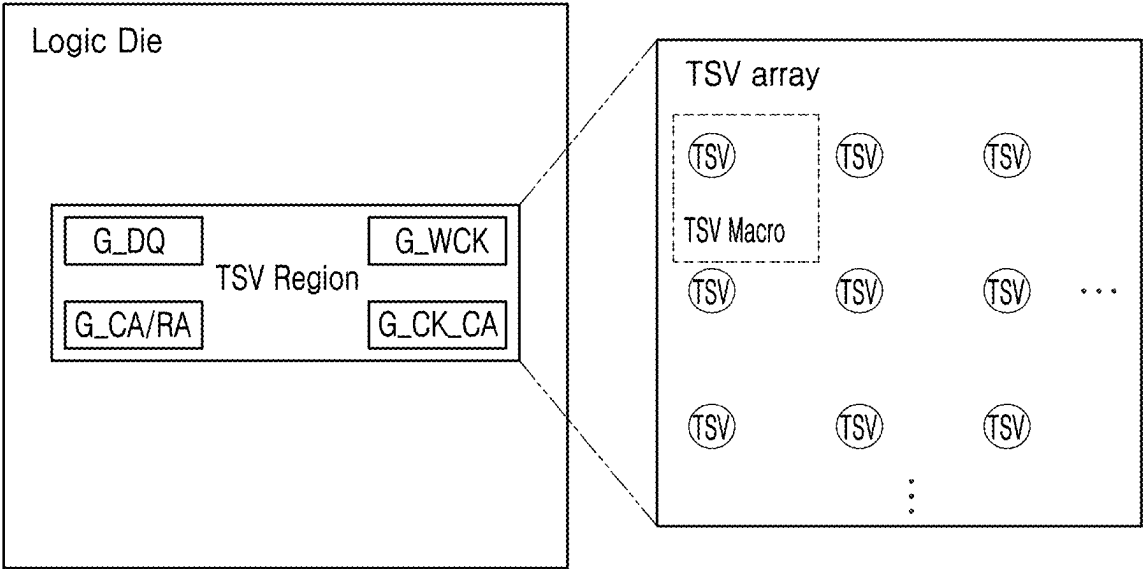 Logic Die
G_DQ
G_WCK
TSV Region
G_CA/RA
G_CK_CA
TSV array
TSV
TSV
TSV
TSV Macro
TSV
TSV
TSV
TSV
TSV
TSV